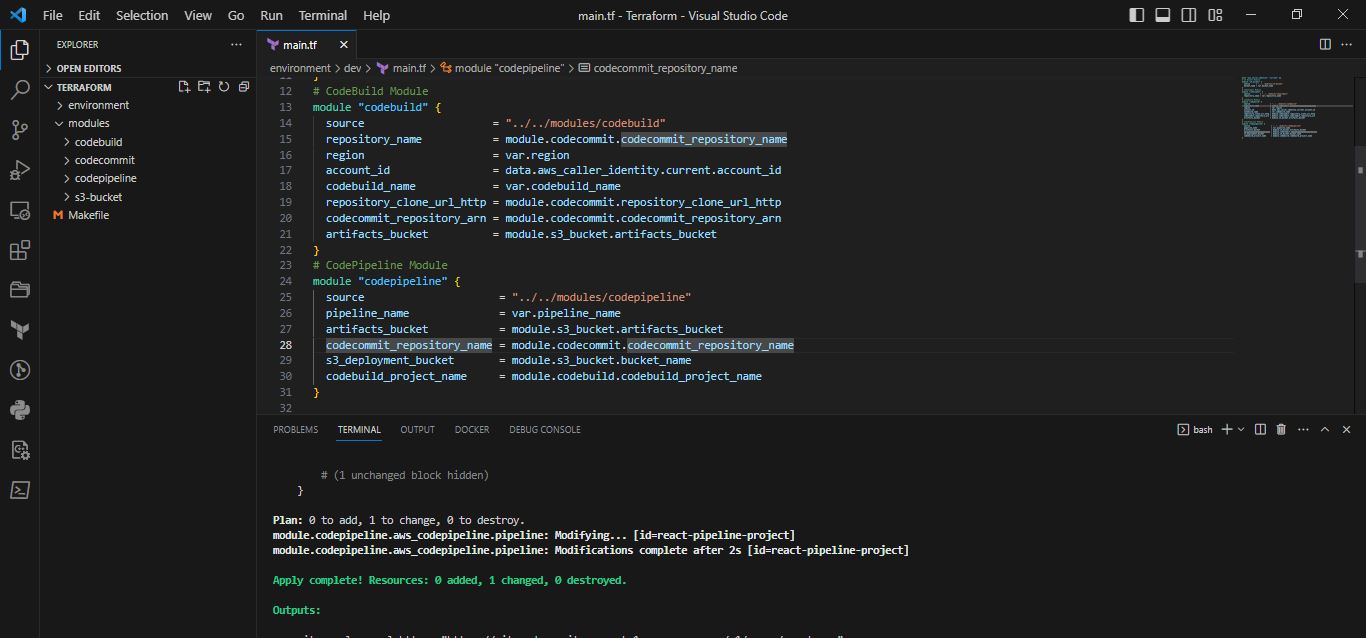 File Edit Selection View Go Run Terminal Help main.tf - Terraform - Visual Studio Code
EXPLORER
OPEN EDITORS
TERRAFORM
environment
modules
codebuild
codecommit
codepipeline
s3-bucket
M Makefile
main.tf
environment > dev > main.tf > module "codepipeline" > codecommit_repository_name
12 # CodeBuild Module
13 module "codebuild" {
14 source = "../../modules/codebuild"
15 repository_name = module.codecommit.codecommit_repository_name
16 region = var.region
17 account_id = data.aws_caller_identity.current.account_id
18 codebuild_name = var.codebuild_name
19 repository_clone_url_http = module.codecommit.repository_clone_url_http
20 codecommit_repository_arn = module.codecommit.codecommit_repository_arn
21 artifacts_bucket = module.s3_bucket.artifacts_bucket
22 }
23 # CodePipeline Module
24 module "codepipeline" {
25 source = "../../modules/codepipeline"
26 pipeline_name = var.pipeline_name
27 artifacts_bucket = module.s3_bucket.artifacts_bucket
28 codecommit_repository_name = module.codecommit.codecommit_repository_name
29 s3_deployment_bucket = module.s3_bucket.bucket_name
30 codebuild_project_name = module.codebuild.codebuild_project_name
31 }
32
PROBLEMS TERMINAL OUTPUT DOCKER DEBUG CONSOLE bash
# (1 unchanged block hidden)
}
Plan: 0 to add, 1 to change, 0 to destroy.
module.codepipeline.aws_codepipeline.pipeline: Modifying... [id=react-pipeline-project]
module.codepipeline.aws_codepipeline.pipeline: Modifications complete after 2s [id=react-pipeline-project]
Apply complete! Resources: 0 added, 1 changed, 0 destroyed.
Outputs: